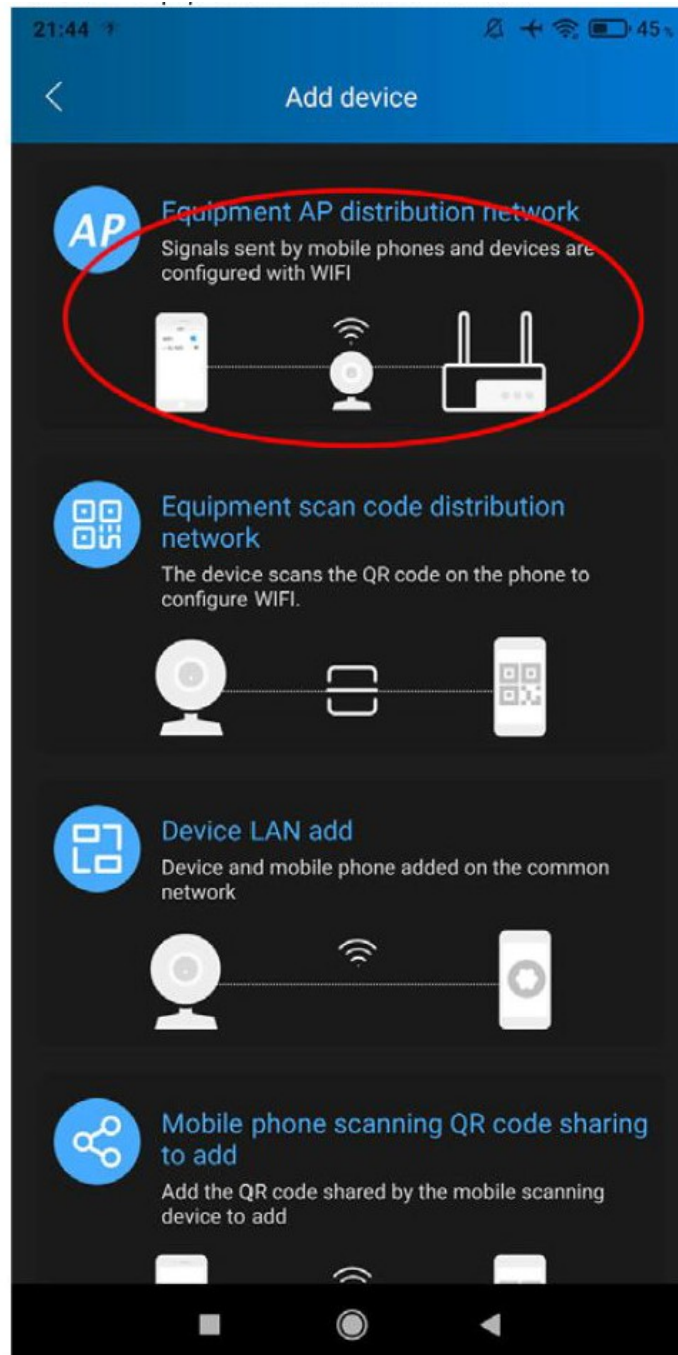 21:44
45%
Add device
AP
Equipment AP distribution network
Signals sent by mobile phones and devices are
configured with WIFI
Equipment scan code distribution
network
The device scans the QR code on the phone to
configure WIFI.
Device LAN add
Device and mobile phone added on the common
network
Mobile phone scanning QR code sharing
to add
Add the QR code shared by the mobile scanning
device to add